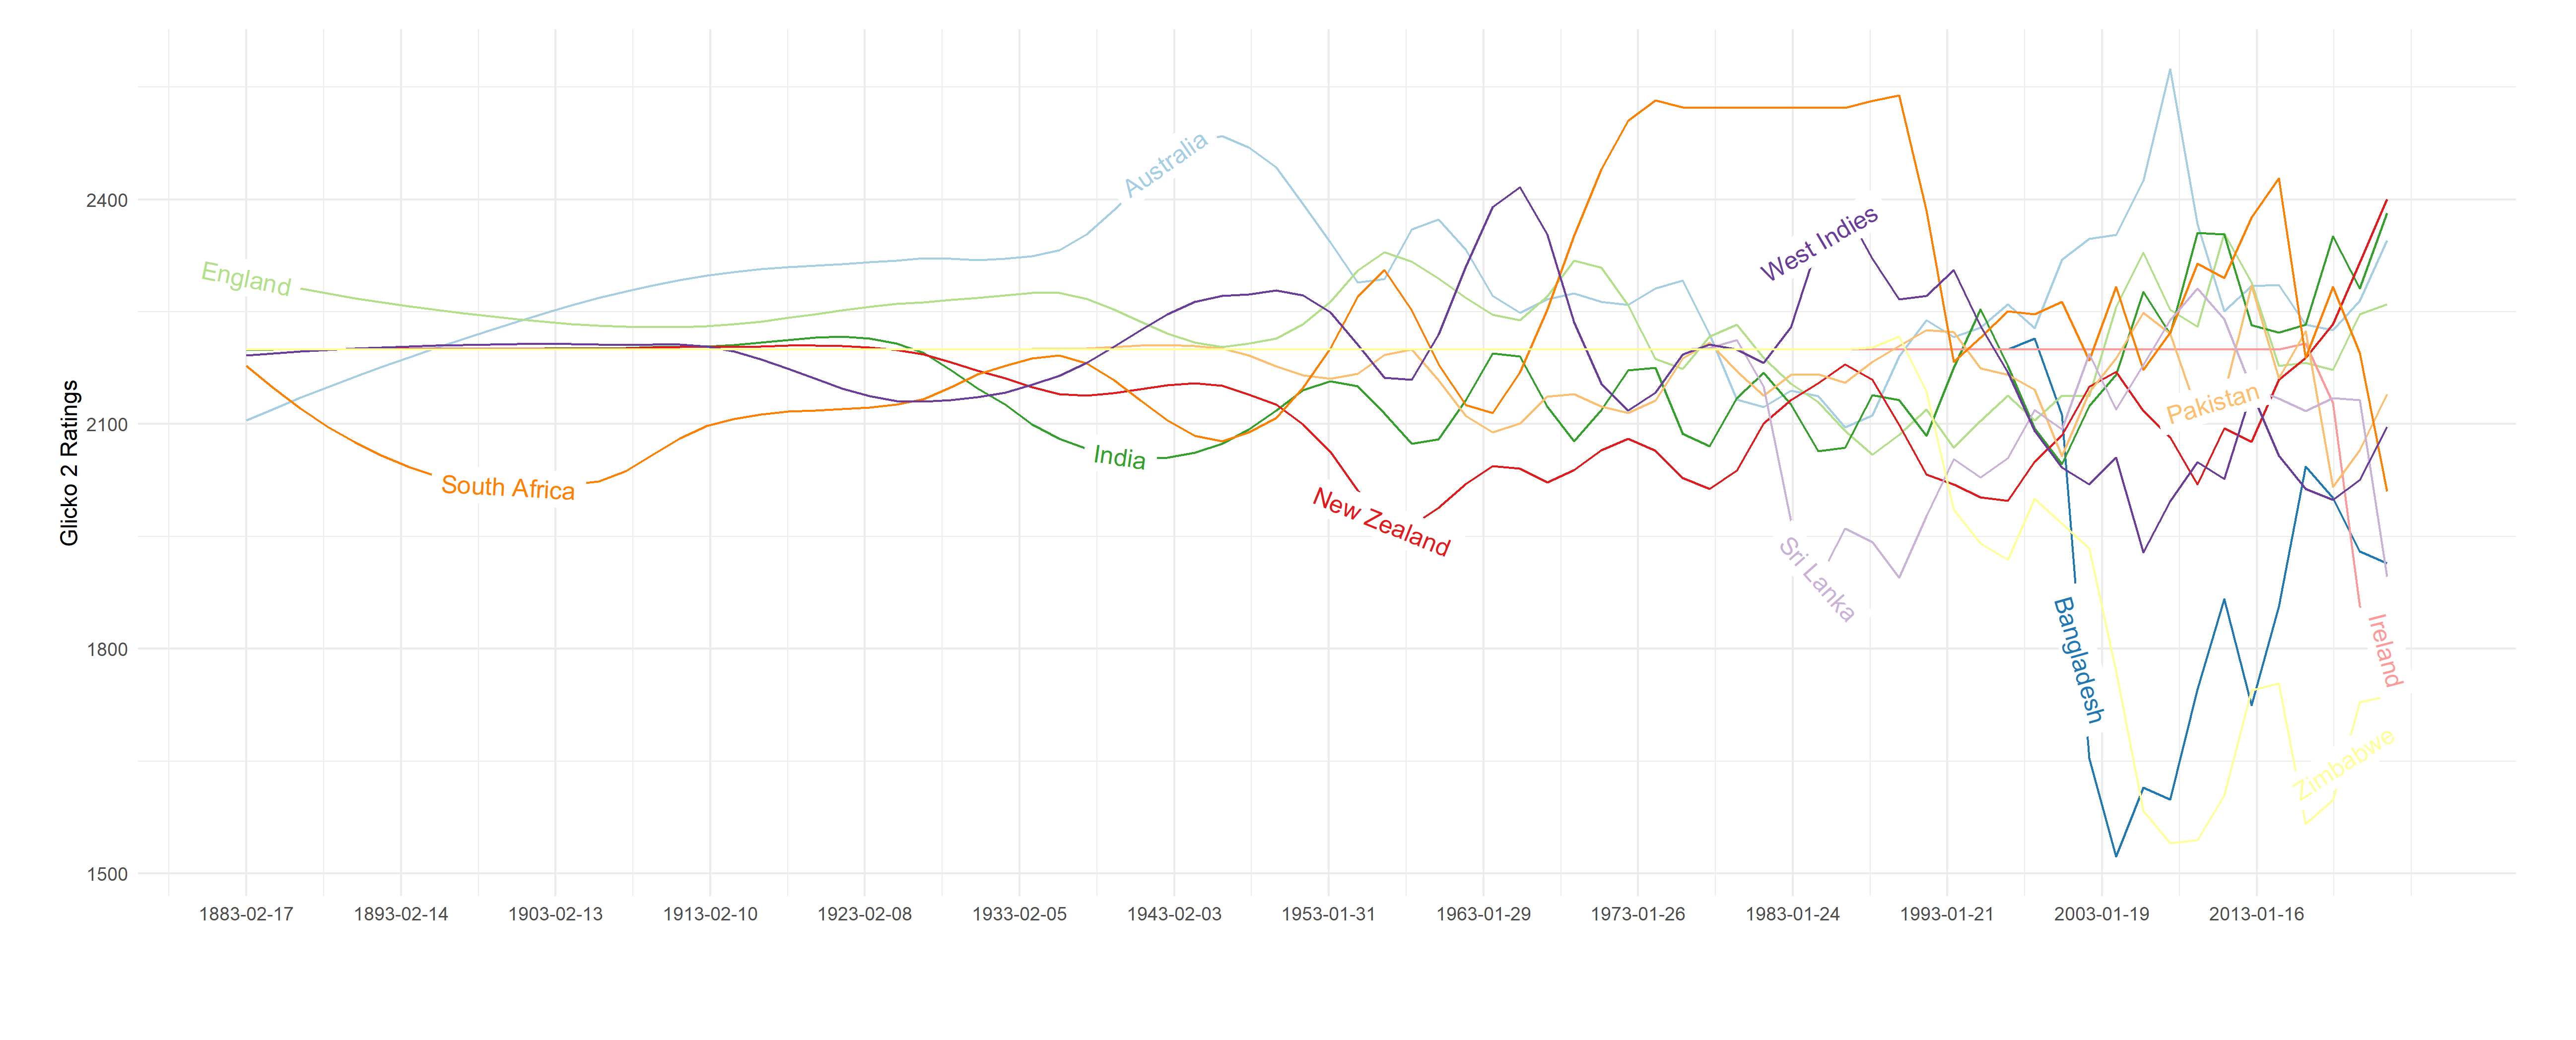 Glicko 2 Ratings
2400
2100
1800
1500
England
Australia
South Africa
India
New Zealand
West Indies
Sri Lanka
Pakistan
Bangladesh
Ireland
Zimbabwe
1883-02-17
1893-02-14
1903-02-13
1913-02-10
1923-02-08
1933-02-05
1943-02-03
1953-01-31
1963-01-29
1973-01-26
1983-01-24
1993-01-21
2003-01-19
2013-01-16